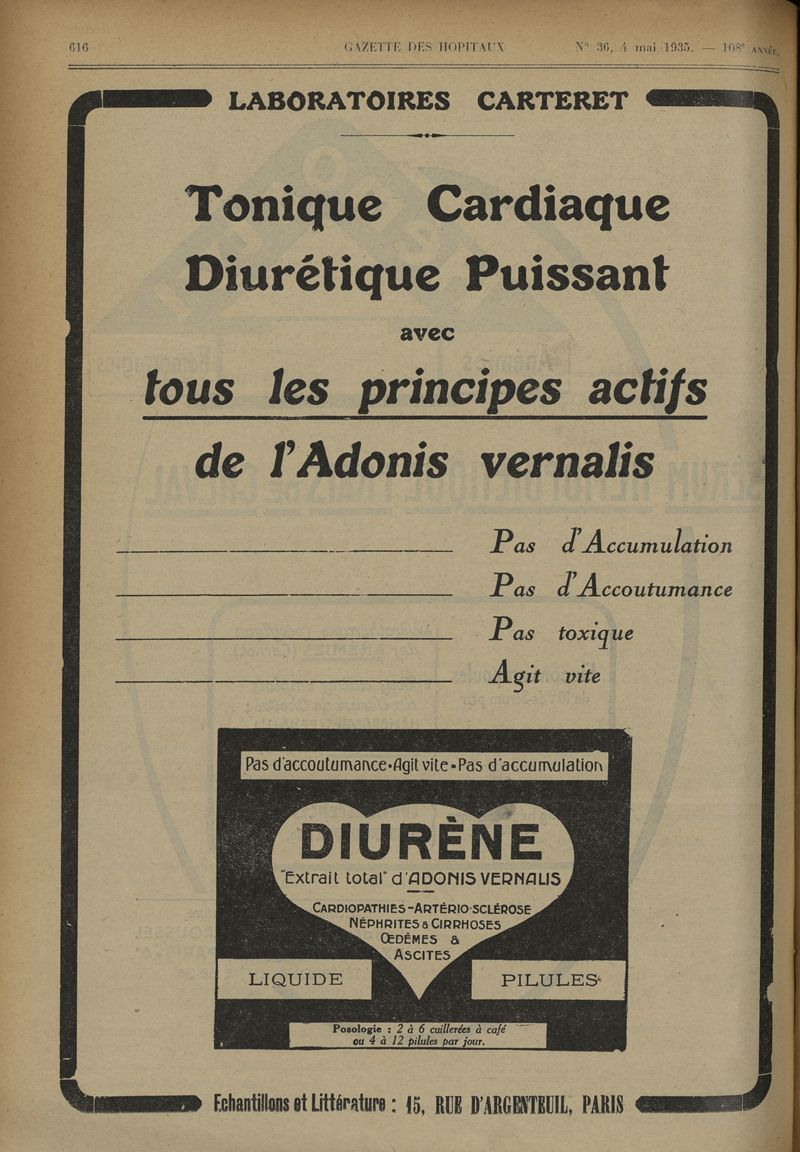 616 GAZETTE DES HOPITAUX N° 36, 4 mai 1935. — 108e ANNÉE.
LABORATOIRES CARTERET
Tonique Cardiaque
Diurétique Puissant
avec
tous les principes actifs
de l'Adonis vernalis
Pas d'Accumulation
Pas d'Accoutumance
Pas toxique
Agit vite
Pas d'accoutumance•Agit vite-Pas d'accumulation
DIURÈNE
"Extrait total" d'ADONIS VERNALIS
CARDIOPATHIES-ARTÉRIO-SCLÉROSE
NÉPHRITES & CIRRHOSES
ŒDÈMES &
ASCITES
LIQUIDE PILULES
Posologie : 2 à 6 cuillerées à café
ou 4 à 12 pilules par jour.
Echantillons et Littérature : 15, RUE D'ARGENTEUIL, PARIS